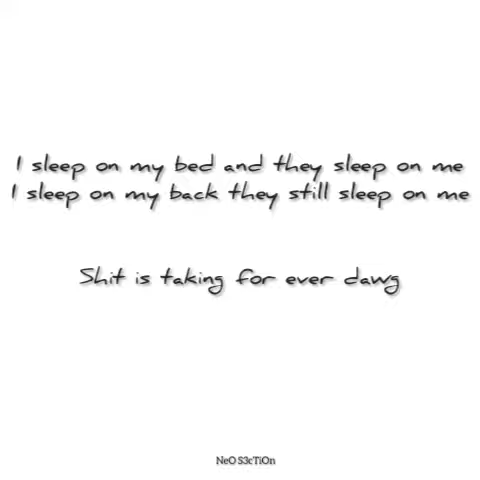 I sleep on my bed and they sleep on me
I sleep on my back they still sleep on me
Shit is taking for ever dawg
NeO S3cTiOn